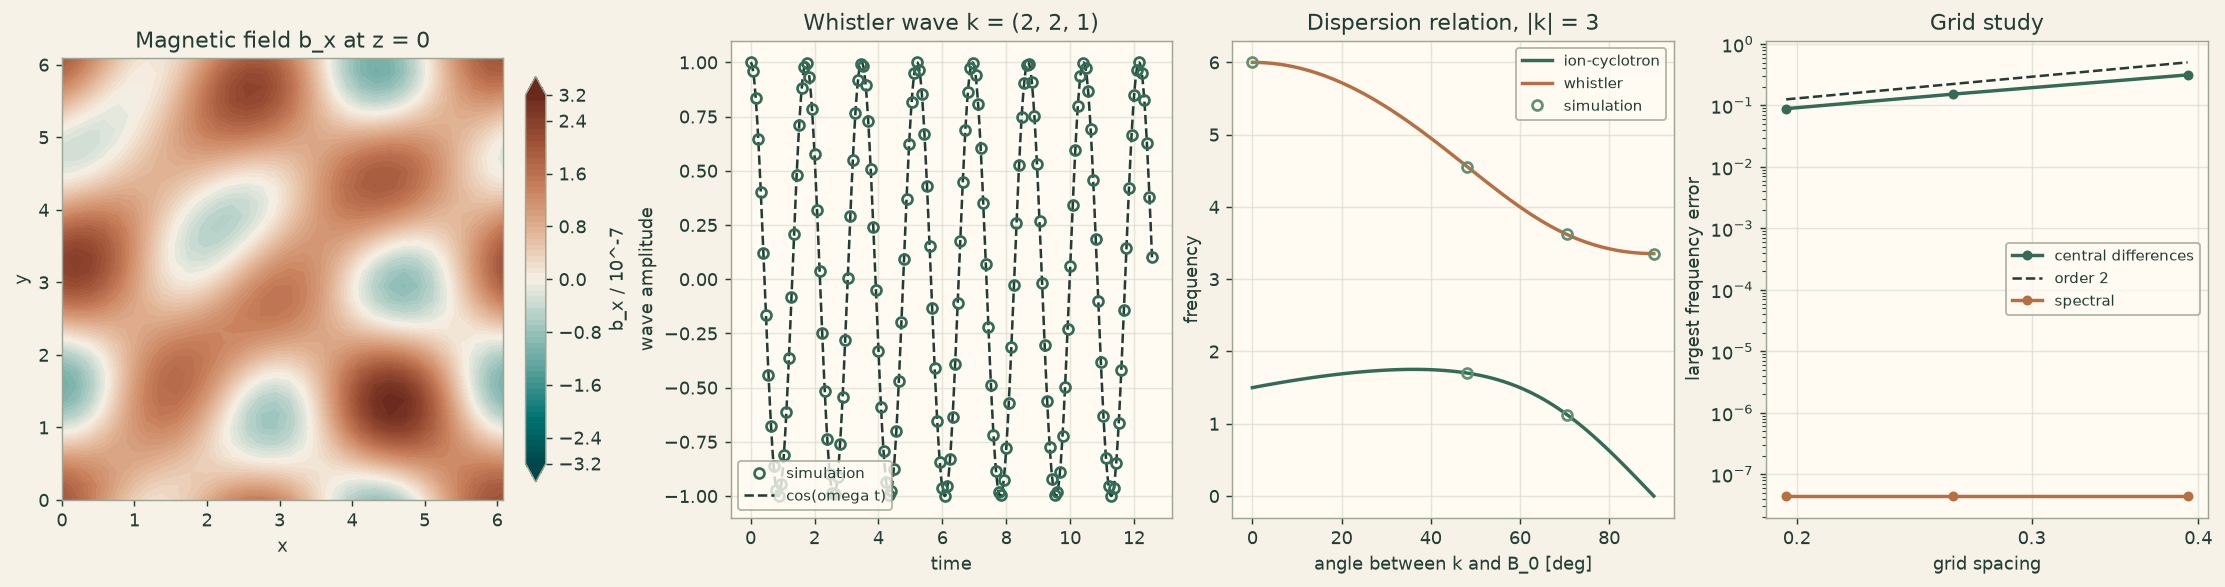 Magnetic field b_x at z = 0
6
5
4
3
2
1
0
y
0 1 2 3 4 5 6
x
3.2
2.4
1.6
0.8
0.0
−0.8
−1.6
−2.4
−3.2
b_x / 10^-7
Whistler wave k = (2, 2, 1)
1.00
0.75
0.50
0.25
0.00
−0.25
−0.50
−0.75
−1.00
wave amplitude
simulation
cos(omega t)
0 2 4 6 8 10 12
time
Dispersion relation, |k| = 3
6
5
4
3
2
1
0
frequency
ion-cyclotron
whistler
simulation
0 20 40 60 80
angle between k and B_0 [deg]
Grid study
10⁰
10⁻¹
10⁻²
10⁻³
10⁻⁴
10⁻⁵
10⁻⁶
10⁻⁷
largest frequency error
central differences
order 2
spectral
0.2 0.3 0.4
grid spacing